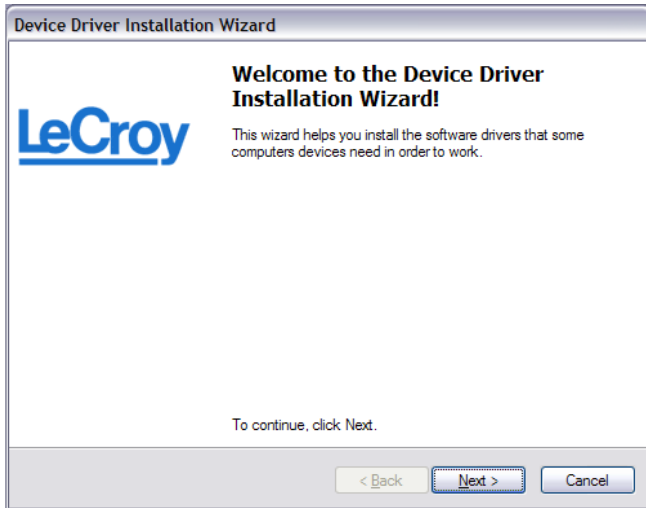 Device Driver Installation Wizard
Welcome to the Device Driver
Installation Wizard!
LeCroy
This wizard helps you install the software drivers that some
computers devices need in order to work.
To continue, click Next.
< Back
Next >
Cancel